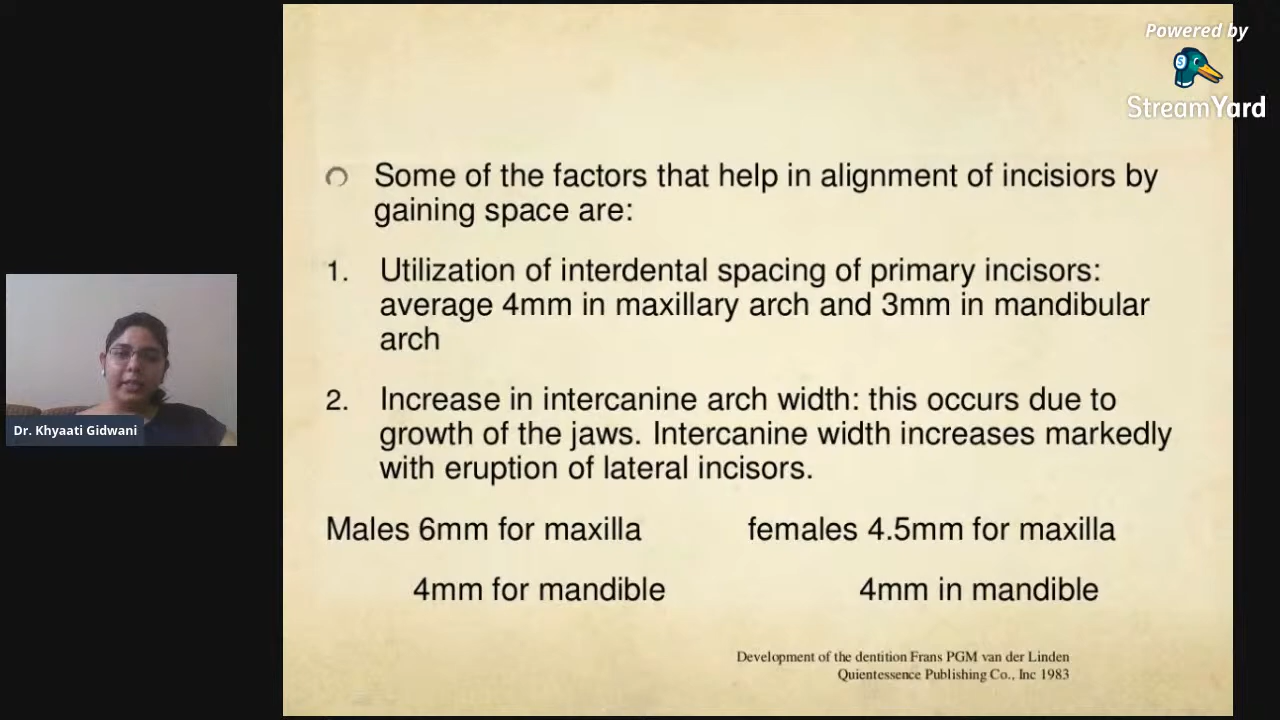 Powered by
StreamYard
Some of the factors that help in alignment of incisiors by
gaining space are:
1. Utilization of interdental spacing of primary incisors:
average 4mm in maxillary arch and 3mm in mandibular
arch
2. Increase in intercanine arch width: this occurs due to
growth of the jaws. Intercanine width increases markedly
with eruption of lateral incisors.
Males 6mm for maxilla females 4.5mm for maxilla
4mm for mandible 4mm in mandible
Development of the dentition Frans PGM van der Linden
Quientessence Publishing Co., Inc 1983
Dr. Khyaati Gidwani